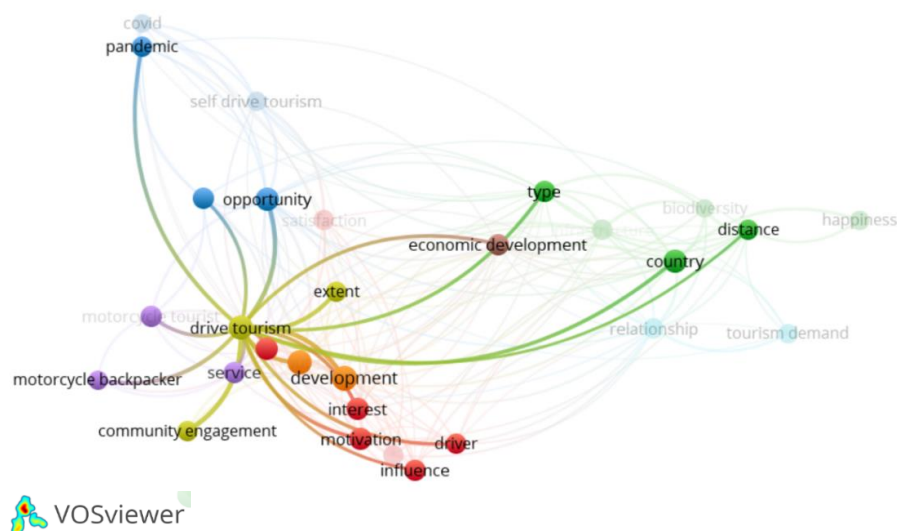 covid
pandemic
self drive tourism
type
opportunity
biodiversity
satisfaction
happiness
distance
economic development
country
extent
motorcycle tourist
drive tourism
relationship
tourism demand
service
development
motorcycle backpacker
interest
community engagement
motivation
driver
influence
VOSviewer